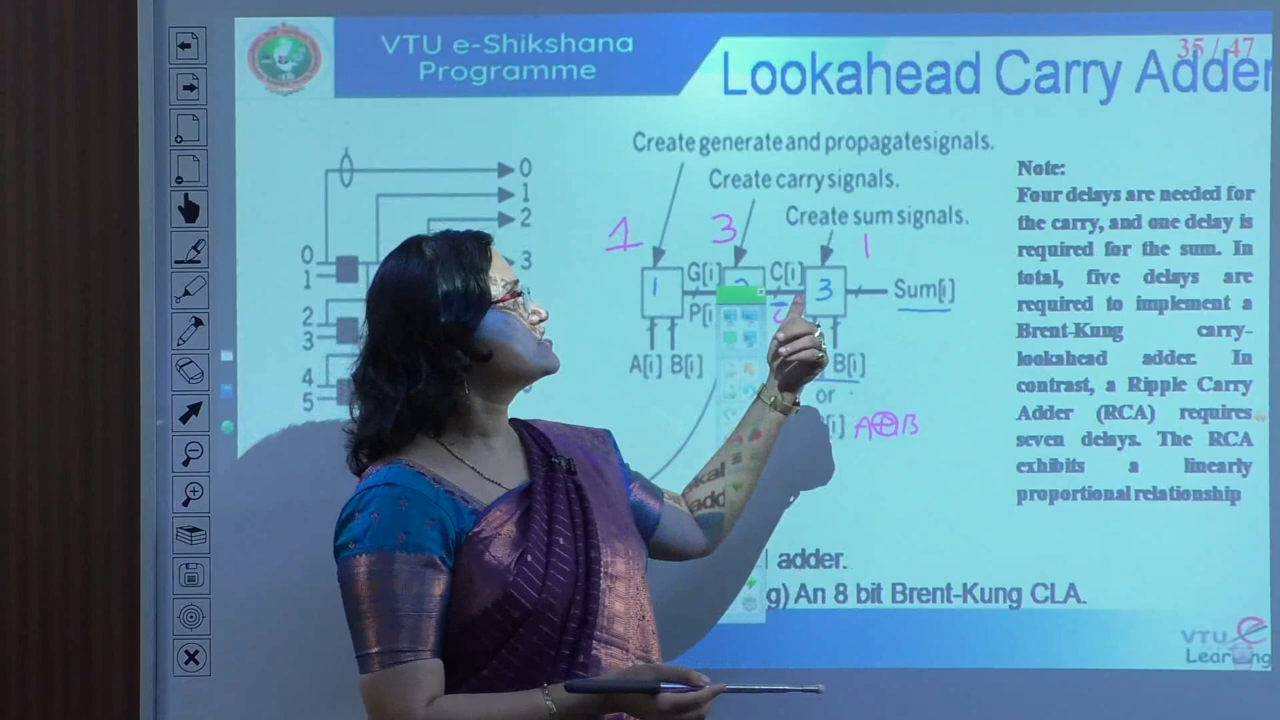 VTU e-Shikshana
Programme
35 / 47
Lookahead Carry Adder
Create generate and propagatesignals.
Create carry signals.
Create sum signals.
1
3
1
0
1
2
3
0
1
2
3
4
5
G[i]
C[i]
1
3
Sum[i]
P[i
2
A[i] B[i]
B[i]
or
i] A⊕B
Note:
Four delays are needed for
the carry, and one delay is
required for the sum. In
total, five delays are
required to implement a
Brent-Kung carry-
lookahead adder. In
contrast, a Ripple Carry
Adder (RCA) requires
seven delays. The RCA
exhibits a linearly
proportional relationship
adder.
g) An 8 bit Brent-Kung CLA.
VTU e
Learning